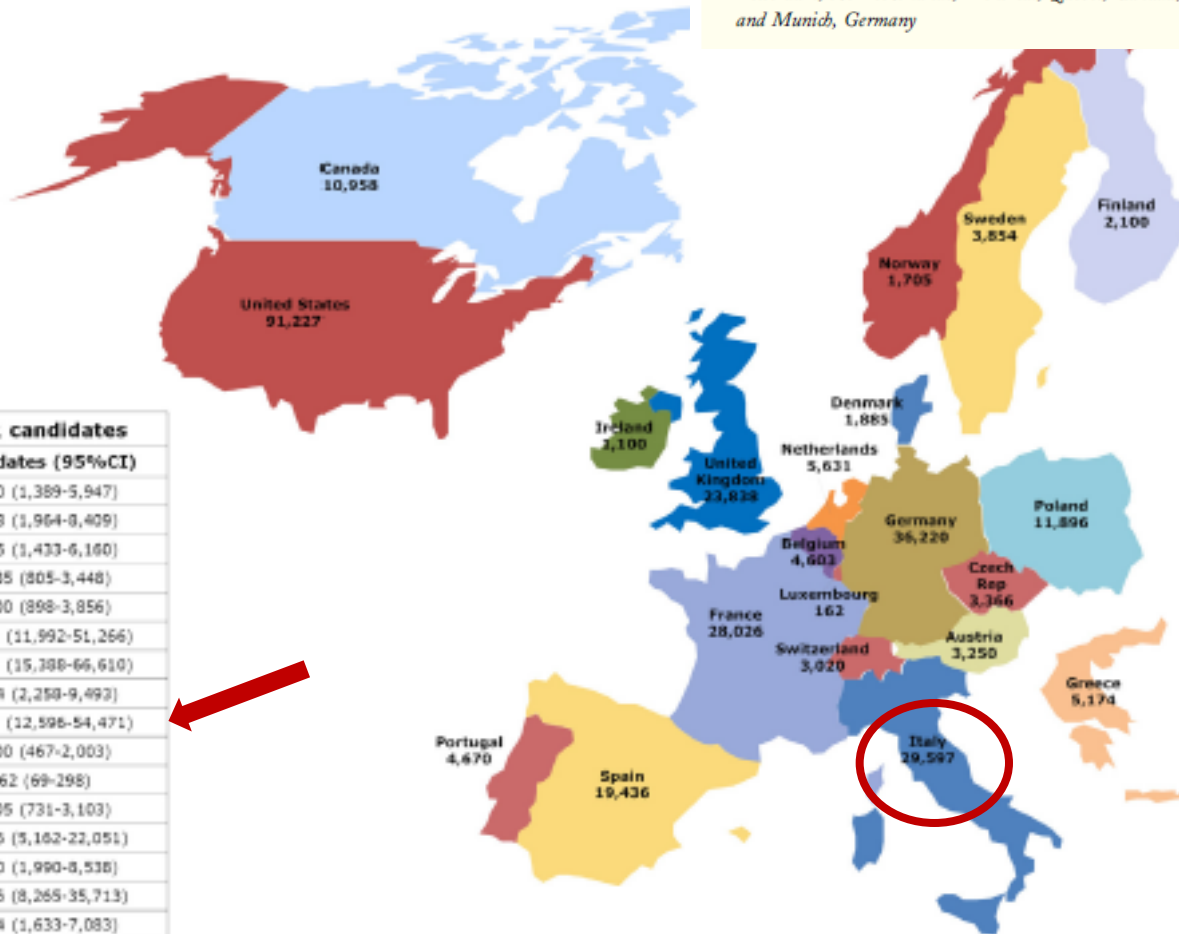 and Munich, Germany
Canada
10,958
United States
91,227
Finland
2,100
Sweden
3,854
Norway
1,705
Denmark
1,885
Ireland
3,100
Netherlands
5,631
United
Kingdom
23,838
Poland
11,896
Germany
36,220
Belgium
4,603
Czech
Rep
3,366
Luxembourg
162
France
28,026
Austria
3,250
Switzerland
3,020
Greece
5,174
Italy
29,597
Portugal
4,670
Spain
19,436
candidates
dates (95%CI)
0 (1,389-5,947)
3 (1,964-8,409)
5 (1,433-6,160)
35 (805-3,448)
00 (898-3,856)
(11,992-51,266)
(15,388-66,610)
4 (2,258-9,493)
(12,596-54,471)
00 (467-2,003)
62 (69-298)
05 (731-3,103)
5 (5,162-22,051)
0 (1,990-8,538)
5 (8,265-35,713)
4 (1,633-7,083)